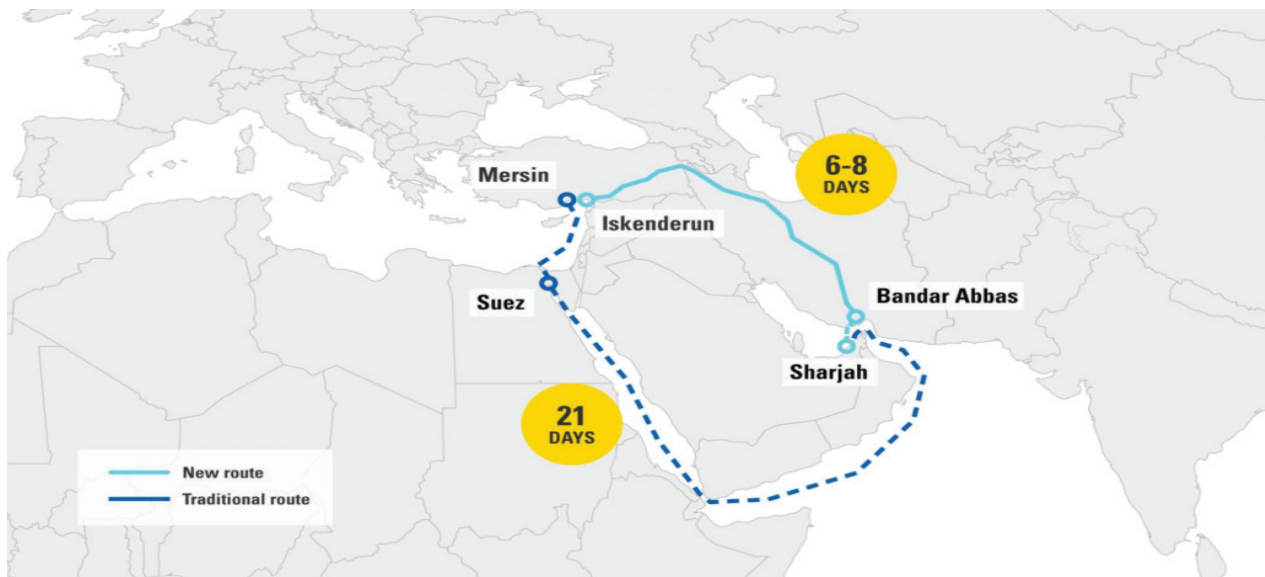 6-8
DAYS
Mersin
Iskenderun
Suez
Bandar Abbas
Sharjah
21
DAYS
New route
Traditional route